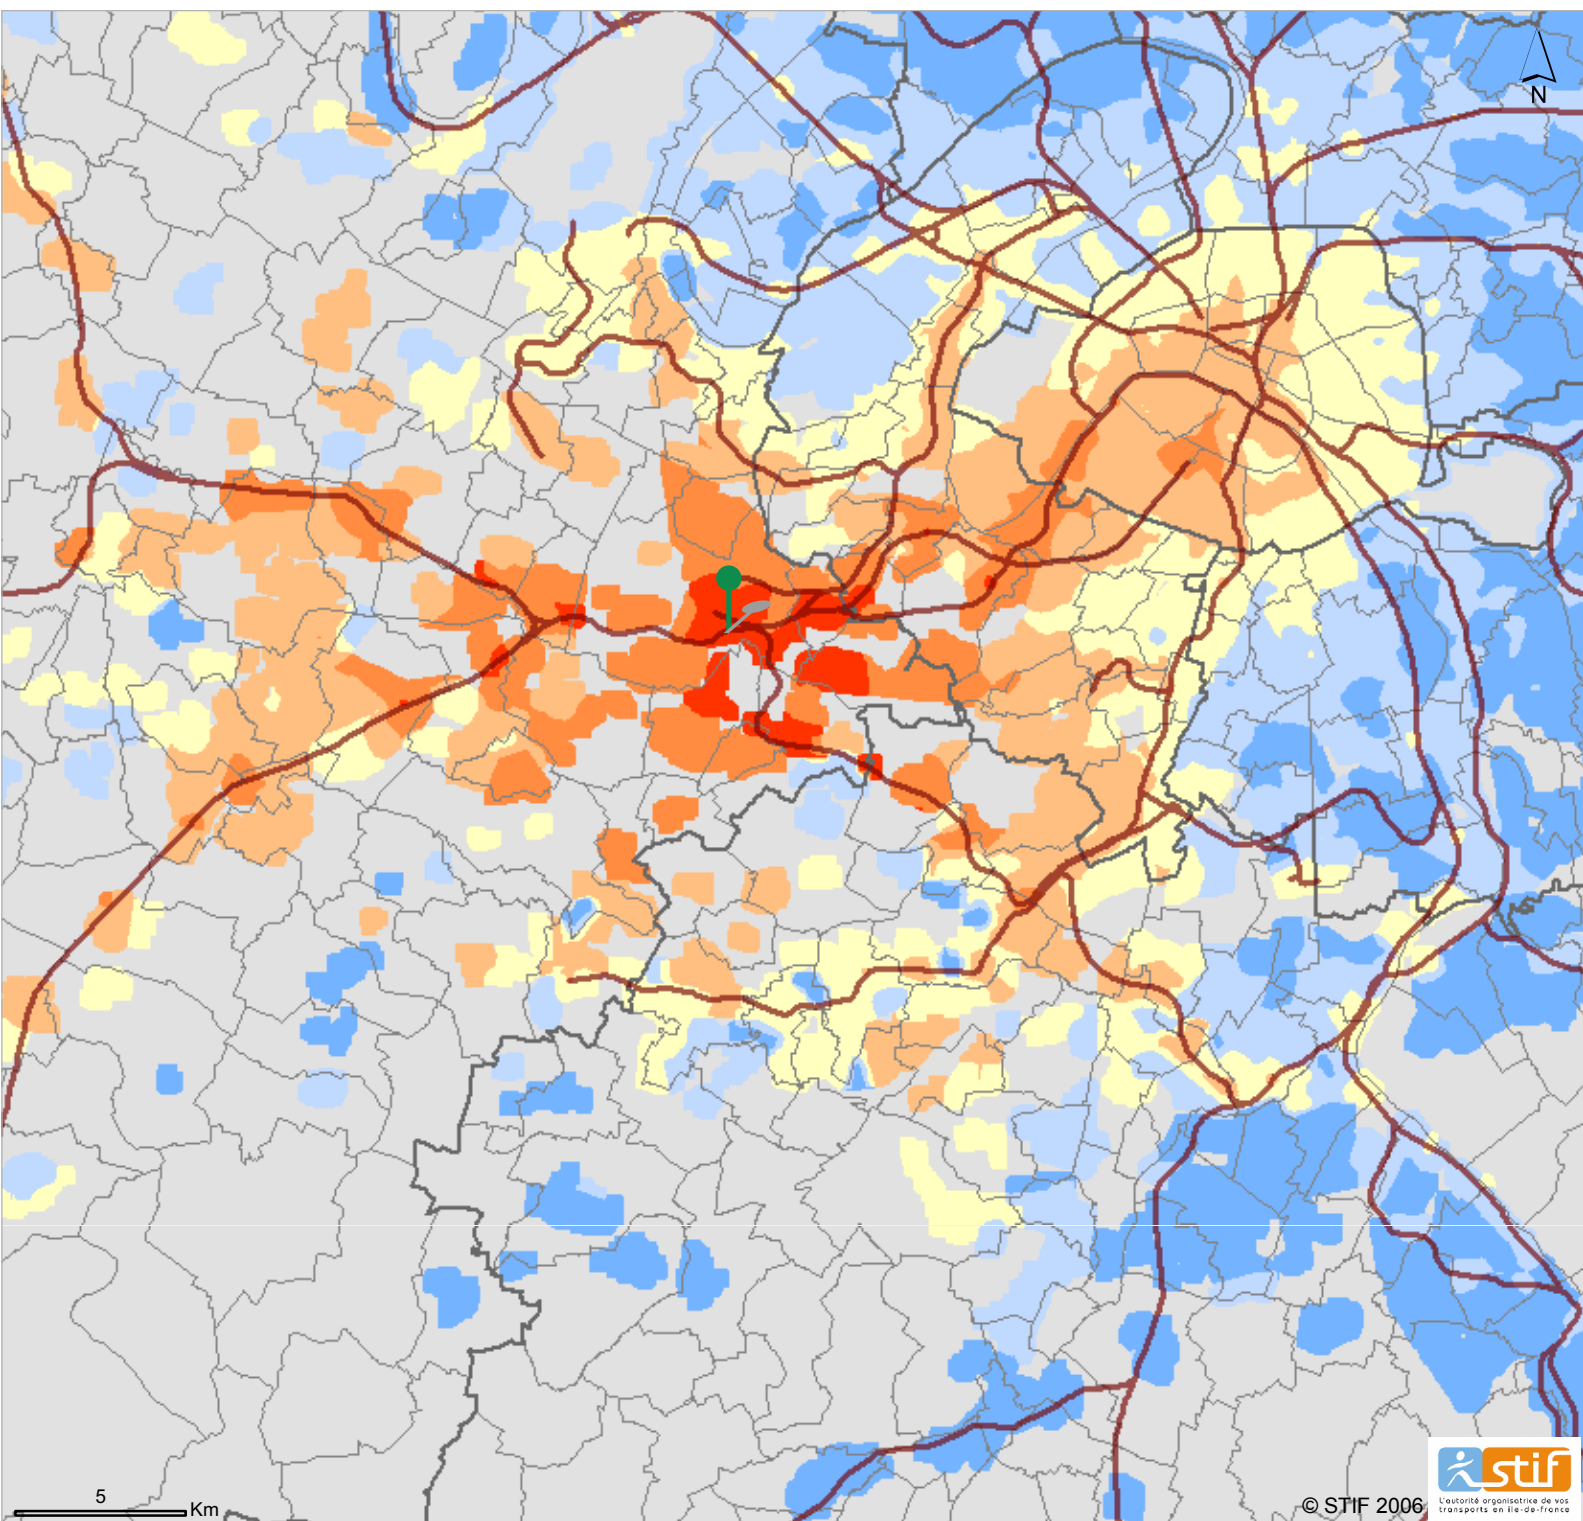 N
5
Km
© STIF 2006
stif
L'autorité organisatrice de vos
transports en île-de-france